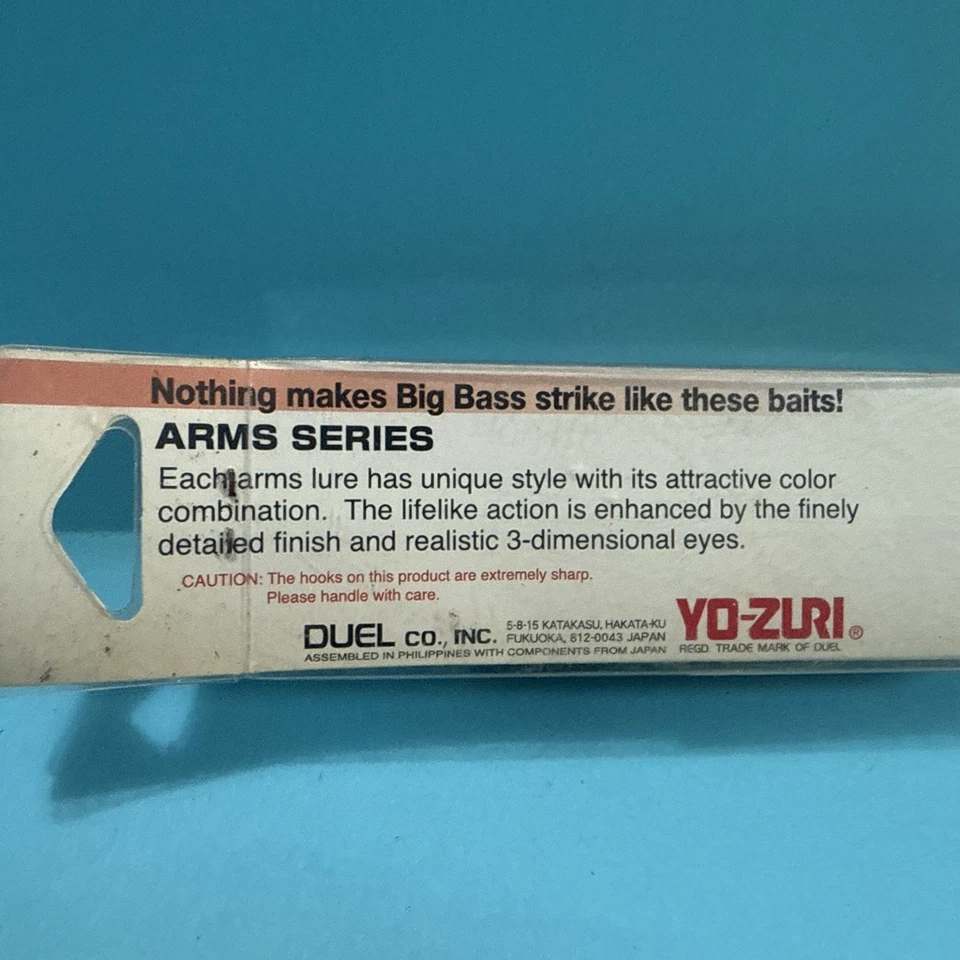 Nothing makes Big Bass strike like these baits!
ARMS SERIES
Each arms lure has unique style with its attractive color
combination. The lifelike action is enhanced by the finely
detailed finish and realistic 3-dimensional eyes.
CAUTION: The hooks on this product are extremely sharp.
Please handle with care.
DUEL CO., INC.
5-8-15 KATAKASU, HAKATA-KU
FUKUOKA, 812-0043 JAPAN
ASSEMBLED IN PHILIPPINES WITH COMPONENTS FROM JAPAN
YO-ZURI®
REGD. TRADE MARK OF DUEL